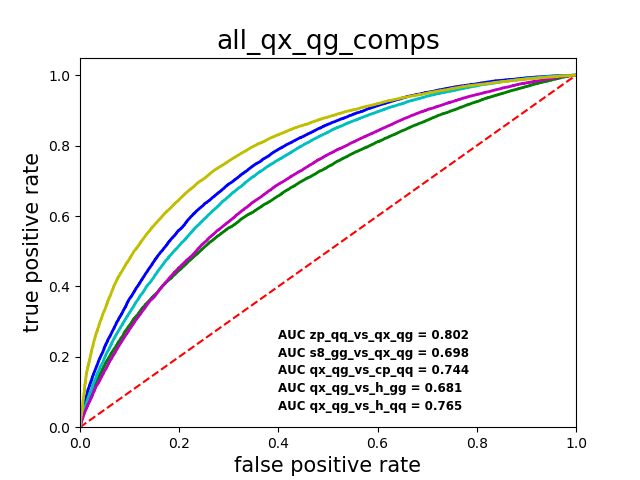 all_qx_qg_comps
true positive rate
1.0
0.8
0.6
0.4
0.2
0.0
AUC zp_qq_vs_qx_qg = 0.802
AUC s8_gg_vs_qx_qg = 0.698
AUC qx_qg_vs_cp_qq = 0.744
AUC qx_qg_vs_h_gg = 0.681
AUC qx_qg_vs_h_qq = 0.765
0.0 0.2 0.4 0.6 0.8 1.0
false positive rate